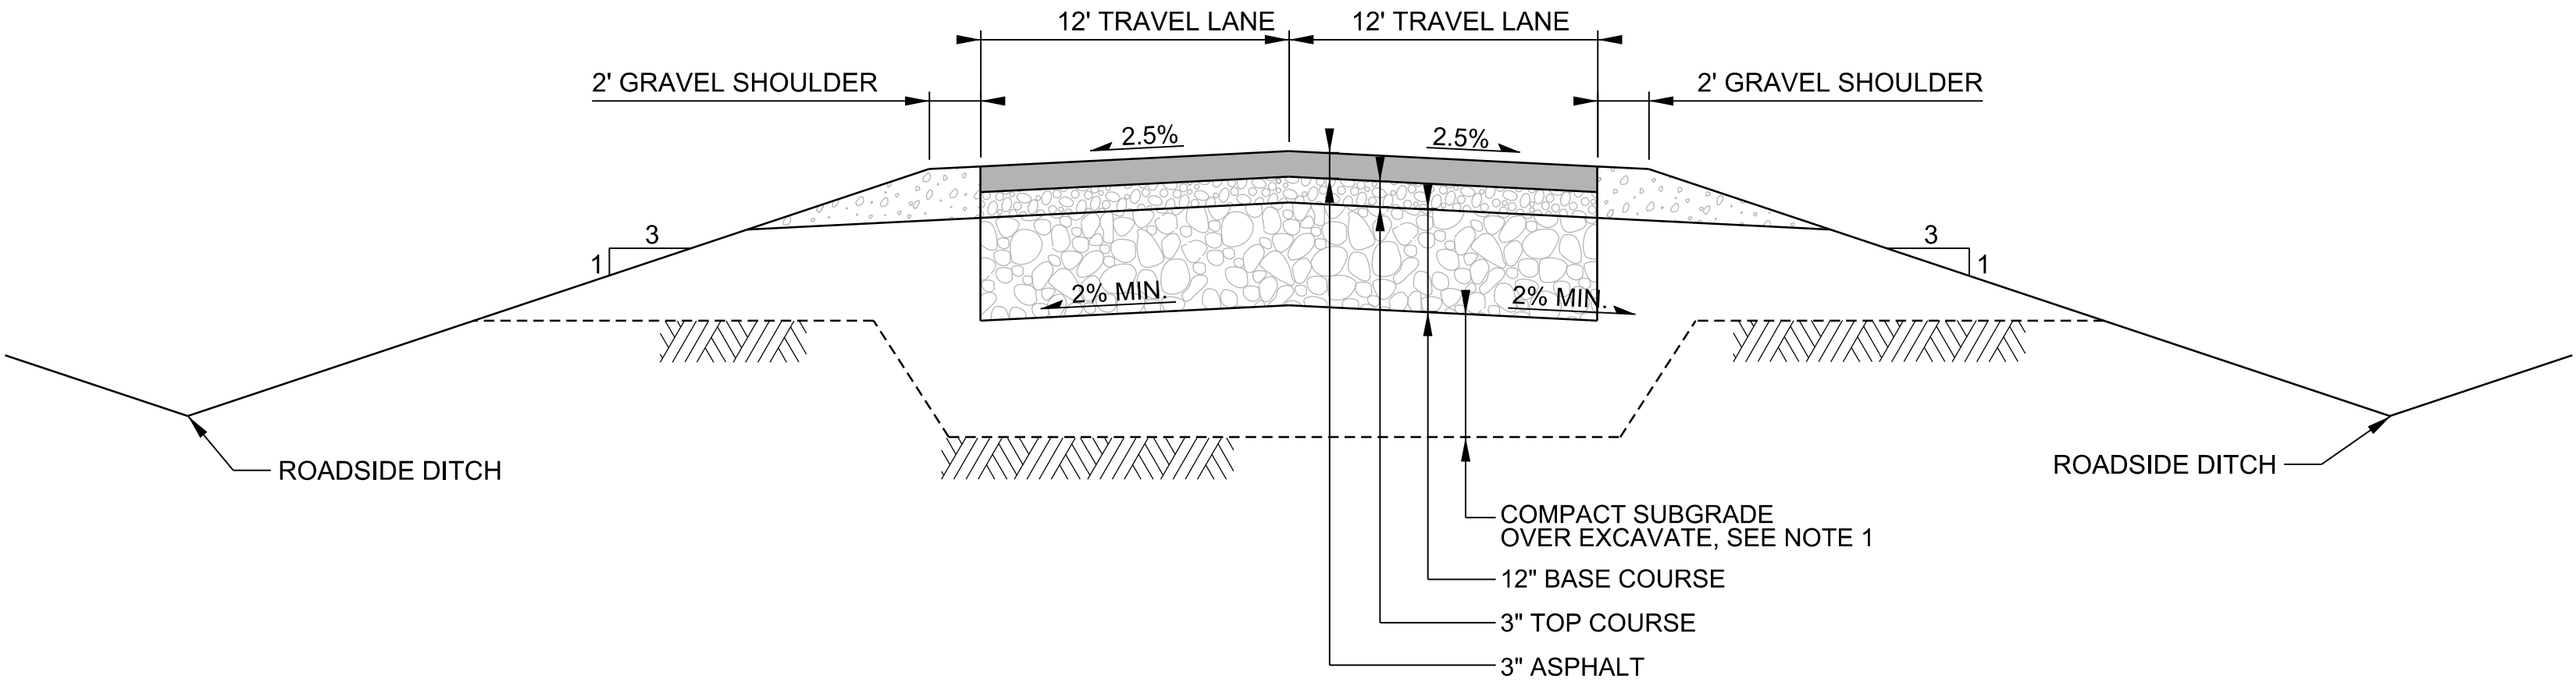 12' TRAVEL LANE
12' TRAVEL LANE
2' GRAVEL SHOULDER
2' GRAVEL SHOULDER
2.5%
2.5%
3
1
3
1
2% MIN.
2% MIN.
ROADSIDE DITCH
ROADSIDE DITCH
COMPACT SUBGRADE
OVER EXCAVATE, SEE NOTE 1
12" BASE COURSE
3" TOP COURSE
3" ASPHALT